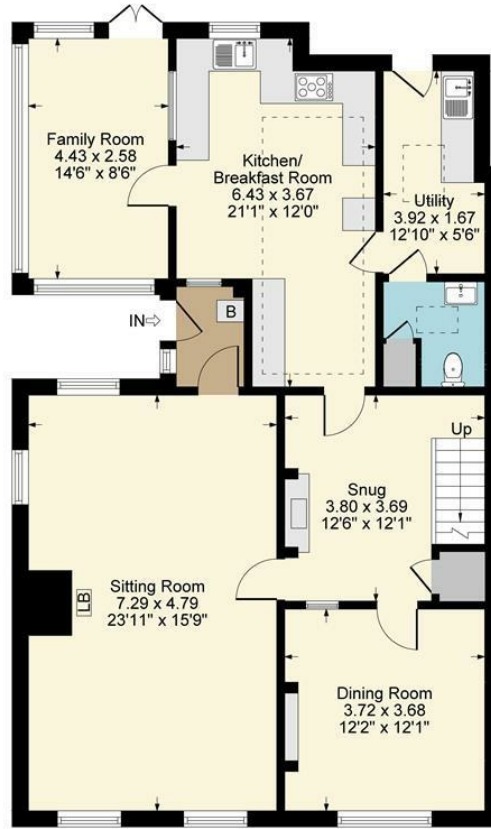 Family Room
4.43 x 2.58
14'6" x 8'6"
Kitchen/
Breakfast Room
6.43 x 3.67
21'1" x 12'0"
Utility
3.92 x 1.67
12'10" x 5'6"
IN
B
Up
Snug
3.80 x 3.69
12'6" x 12'1"
Sitting Room
7.29 x 4.79
23'11" x 15'9"
LB
Dining Room
3.72 x 3.68
12'2" x 12'1"